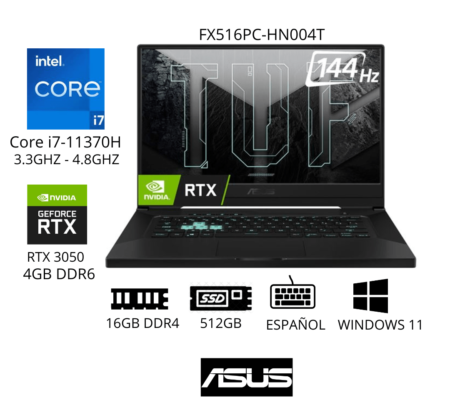 FX516PC-HN004T
intel.
CORE
i7
144Hz
TUF
Core i7-11370H
3.3GHZ - 4.8GHZ
NVIDIA.
RTX
ASUS
NVIDIA
GEFORCE
RTX
RTX 3050
4GB DDR6
SSD
16GB DDR4
512GB
ESPAÑOL
WINDOWS 11
ASUS